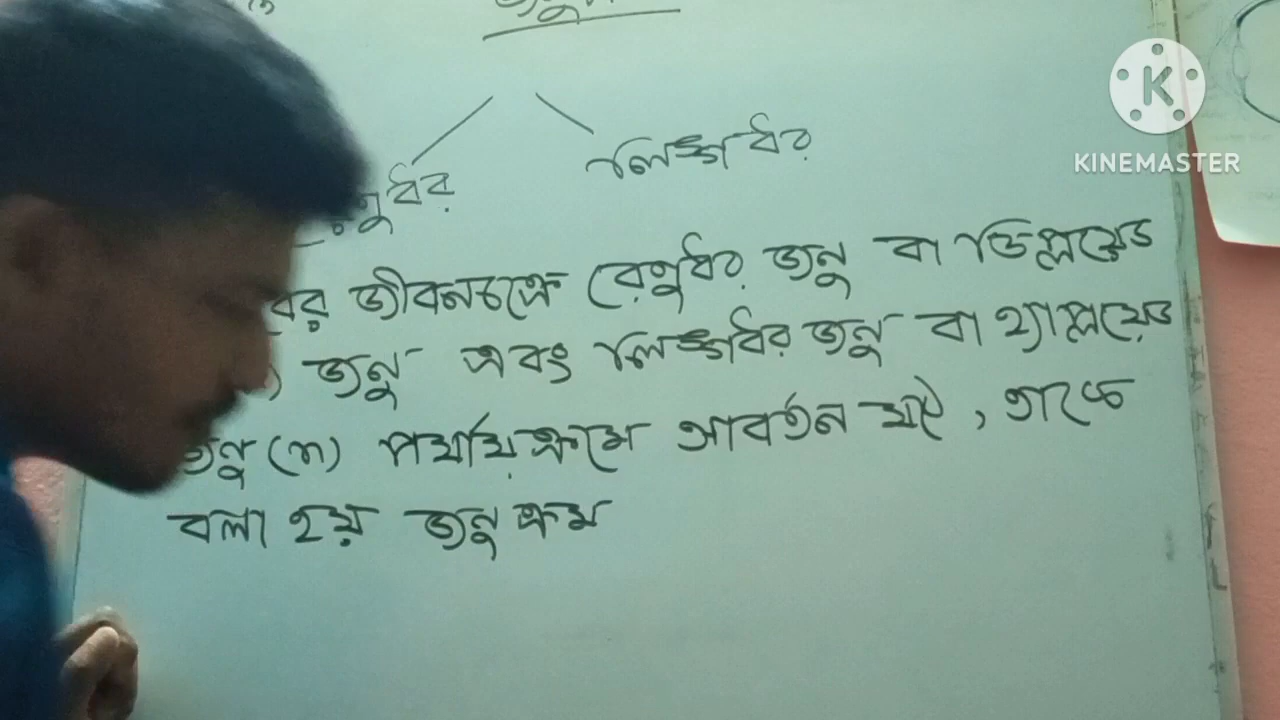 রেণুধর লিঙ্গধর
KINEMASTER
বের জীবনচক্রে রেণুধর জনু বা ডিপ্লয়েড
জনু এবং লিঙ্গধর জনু বা হ্যাপ্লয়েড
জনু (n) পর্যায়ক্রমে আবর্তন ঘটে, তাকে
বলা হয় জনুক্রম